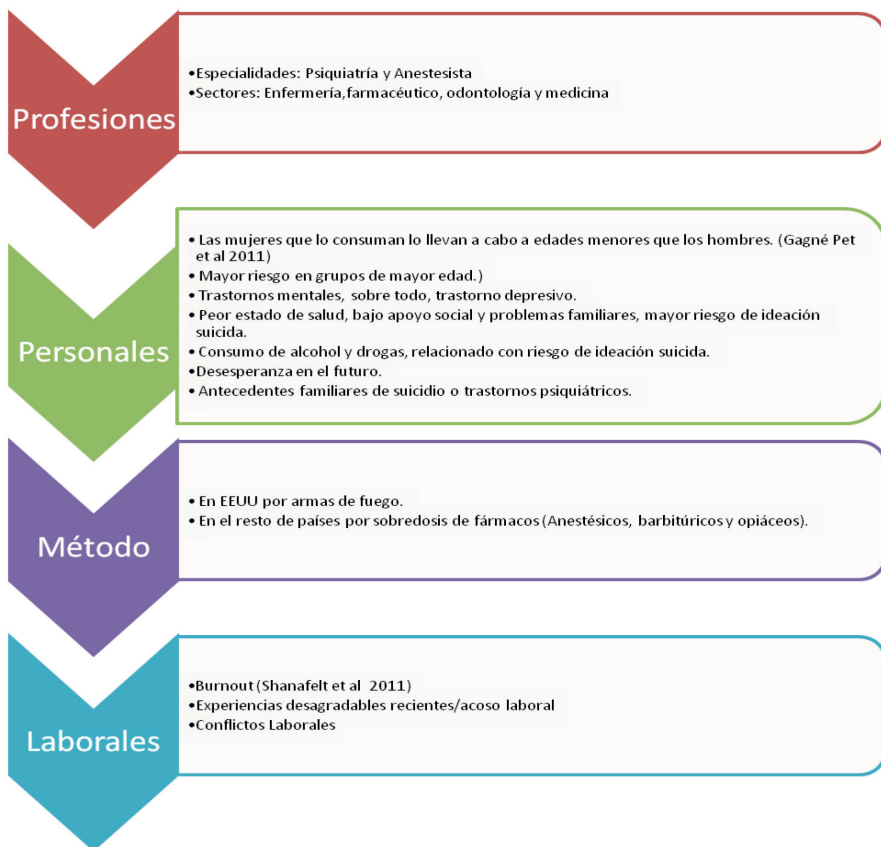 Profesiones
•Especialidades: Psiquiatría y Anestesista
•Sectores: Enfermería,farmacéutico, odontología y medicina
Personales
• Las mujeres que lo consuman lo llevan a cabo a edades menores que los hombres. (Gagné Pet
et al 2011)
• Mayor riesgo en grupos de mayor edad.)
• Trastornos mentales, sobre todo, trastorno depresivo.
• Peor estado de salud, bajo apoyo social y problemas familiares, mayor riesgo de ideación
suicida.
• Consumo de alcohol y drogas, relacionado con riesgo de ideación suicida.
•Desesperanza en el futuro.
• Antecedentes familiares de suicidio o trastornos psiquiátricos.
Método
• En EEUU por armas de fuego.
• En el resto de países por sobredosis de fármacos (Anestésicos, barbitúricos y opiáceos).
Laborales
•Burnout (Shanafelt et al 2011)
•Experiencias desagradables recientes/acoso laboral
•Conflictos Laborales